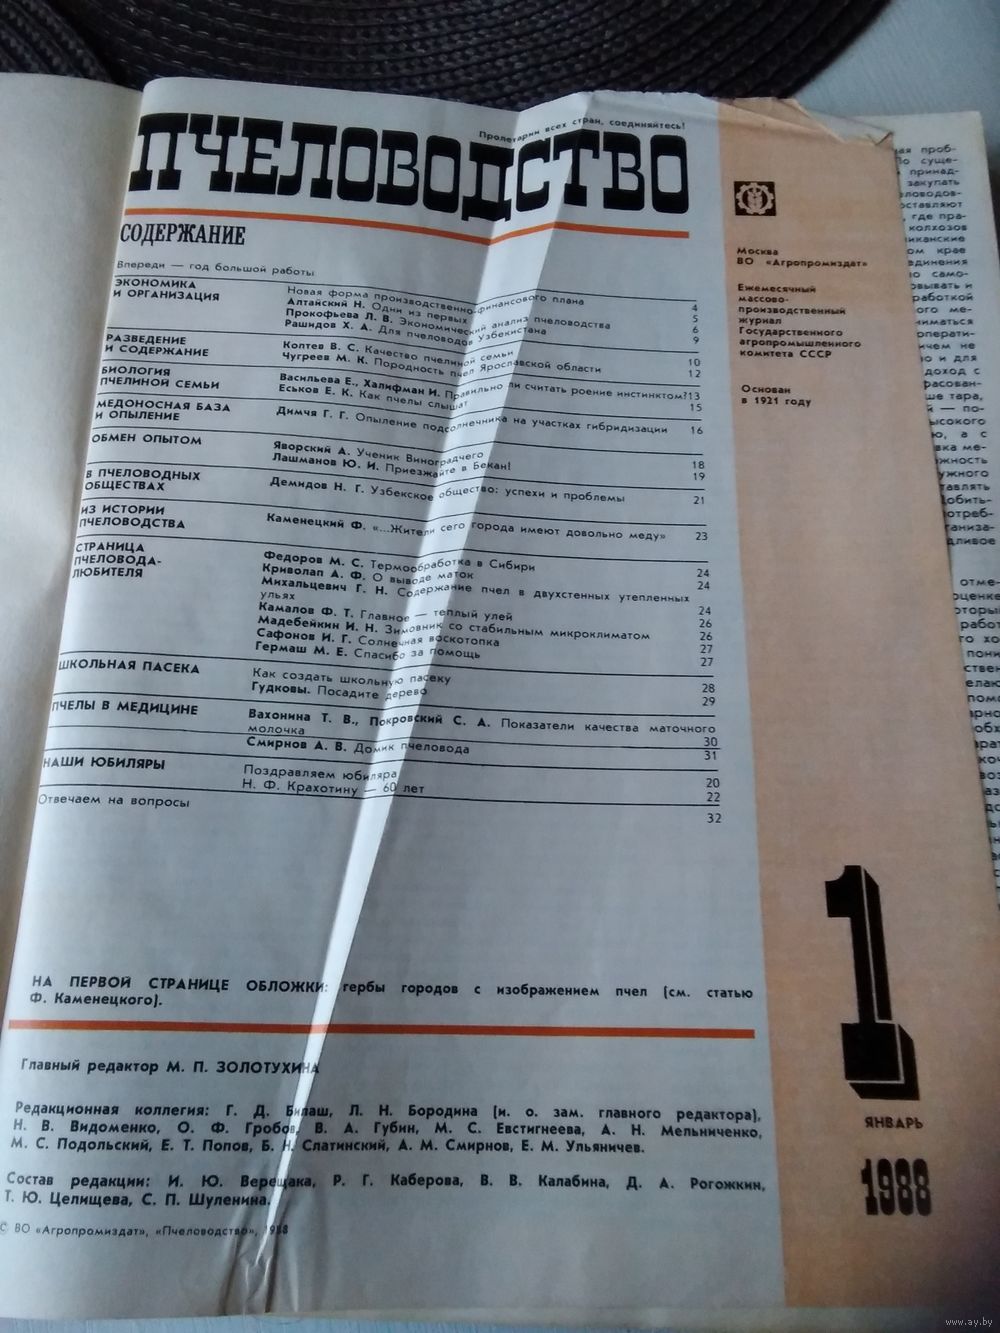 Пролетарии всех стран, соединяйтесь!
ПЧЕЛОВОДСТВО
СОДЕРЖАНИЕ
Впереди — год большой работы
ЭКОНОМИКА
И ОРГАНИЗАЦИЯ
Новая форма производственно-финансового плана 4
Алтайский Н. Одни из первых 5
Прокофьева Л. В. Экономический анализ пчеловодства 6
Рашидов Х. А. Для пчеловодов Узбекистана 9
РАЗВЕДЕНИЕ
И СОДЕРЖАНИЕ
Коптев В. С. Качество пчелиной семьи 10
Чугреев М. К. Породность пчел Ярославской области 12
БИОЛОГИЯ
ПЧЕЛИНОЙ СЕМЬИ
Васильева Е., Халифман И. Правильно ли считать роение инстинктом? 13
Еськов Е. К. Как пчелы слышат 15
МЕДОНОСНАЯ БАЗА
И ОПЫЛЕНИЕ
Димча Г. Г. Опыление подсолнечника на участках гибридизации 16
ОБМЕН ОПЫТОМ
Яворский А. Ученик Виноградчего 18
Лашманов Ю. И. Приезжайте в Бекан! 19
В ПЧЕЛОВОДНЫХ
ОБЩЕСТВАХ
Демидов Н. Г. Узбекское общество: успехи и проблемы 21
ИЗ ИСТОРИИ
ПЧЕЛОВОДСТВА
Каменецкий Ф. «...Жители сего города имеют довольно меду» 23
СТРАНИЦА
ПЧЕЛОВОДА-
ЛЮБИТЕЛЯ
Федоров М. С. Термообработка в Сибири 24
Криволап А. Ф. О выводе маток 24
Михальцевич Г. Н. Содержание пчел в двухстенных утепленных
ульях 24
Камалов Ф. Т. Главное — теплый улей 26
Мадебейкин И. Н. Зимовник со стабильным микроклиматом 26
Сафонов И. Г. Солнечная воскотопка 27
Гермаш М. Е. Спасибо за помощь 27
ШКОЛЬНАЯ ПАСЕКА
Как создать школьную пасеку 28
Гудковы. Посадите дерево 29
ПЧЕЛЫ В МЕДИЦИНЕ
Вахонина Т. В., Покровский С. А. Показатели качества маточного
молочка 30
Смирнов А. В. Домик пчеловода 31
НАШИ ЮБИЛЯРЫ
Поздравляем юбиляра 20
Н. Ф. Крахотину — 60 лет 22
Отвечаем на вопросы 32
НА ПЕРВОЙ СТРАНИЦЕ ОБЛОЖКИ: гербы городов с изображением пчел (см. статью
Ф. Каменецкого).
Главный редактор М. П. ЗОЛОТУХИНА
Редакционная коллегия: Г. Д. Билаш, Л. Н. Бородина (и. о. зам. главного редактора),
Н. В. Видоменко, О. Ф. Гробов, В. А. Губин, М. С. Евстигнеева, А. Н. Мельниченко,
М. С. Подольский, Е. Т. Попов, Б. Н. Слатинский, А. М. Смирнов, Е. М. Ульяничев.
Состав редакции: И. Ю. Верещака, Р. Г. Каберова, В. В. Калабина, Д. А. Рогожкин,
Т. Ю. Целищева, С. П. Шуленина.
© ВО «Агропромиздат», «Пчеловодство», 1988
Москва
ВО «Агропромиздат»
Ежемесячный
массово-
производственный
журнал
Государственного
агропромышленного
комитета СССР
Основан
в 1921 году
1
ЯНВАРЬ
1988
www.ay.by